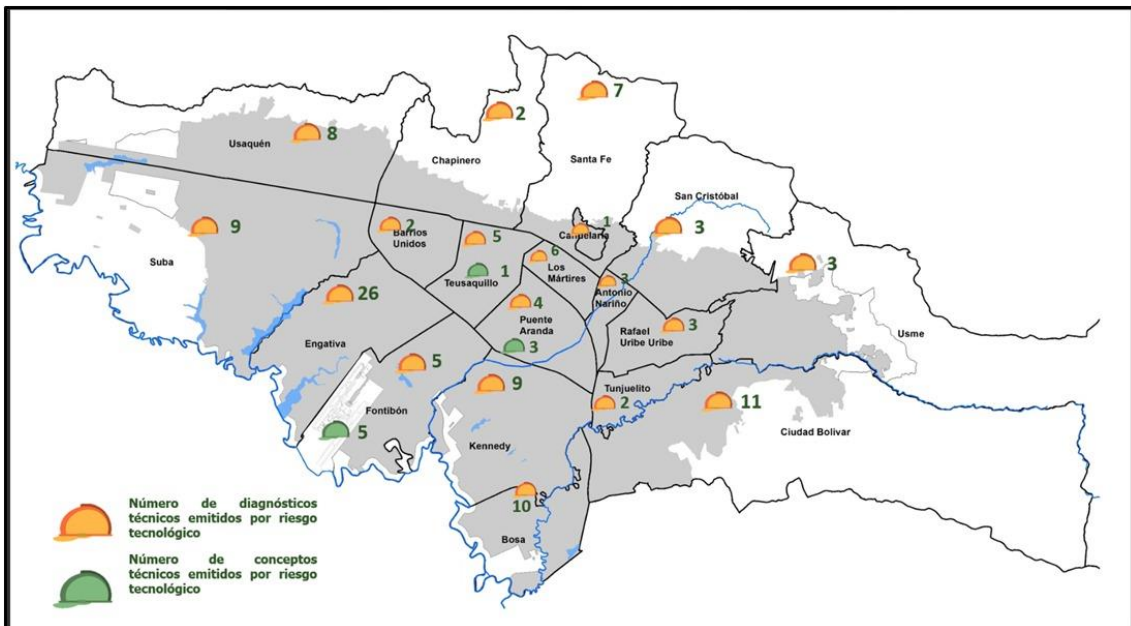 7
2
8
Usaquén
Chapinero
Santa Fe
San Cristóbal
9
2
Barrios
Unidos
5
1
Candelaria
3
Suba
6
Los
Mártires
1
Teusaquillo
3
3
Antonio
Nariño
26
4
Puente
Aranda
3
Rafael
Uribe Uribe
3
Usme
Engativa
5
Fontibón
9
Tunjuelito
2
11
Ciudad Bolivar
5
Kennedy
10
Bosa
Número de diagnósticos
técnicos emitidos por riesgo
tecnológico
Número de conceptos
técnicos emitidos por riesgo
tecnológico